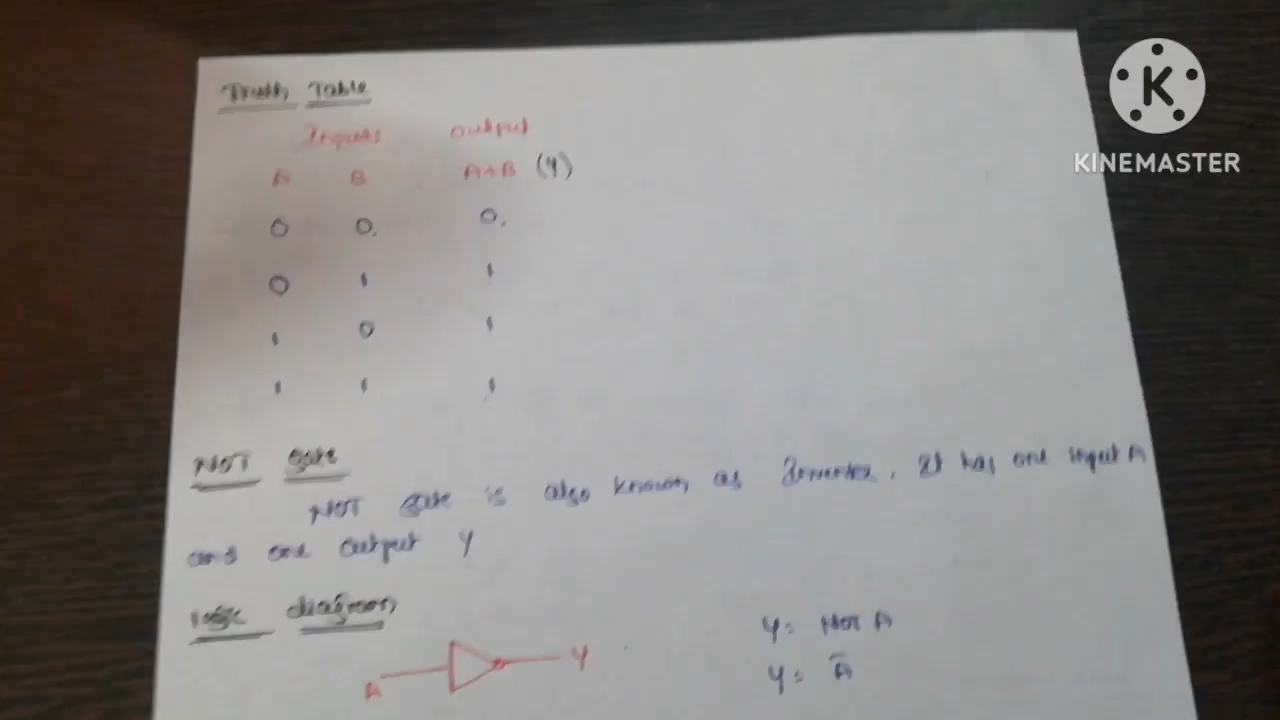 Truth Table
Inputs Output
A B A+B (Y)
0 0 0
0 1 1
1 0 1
1 1 1
NOT gate
NOT gate is also known as Inverter. It has one input A
and one output Y
logic diagram
A Y
Y = NOT A
Y = Ā
KINEMASTER